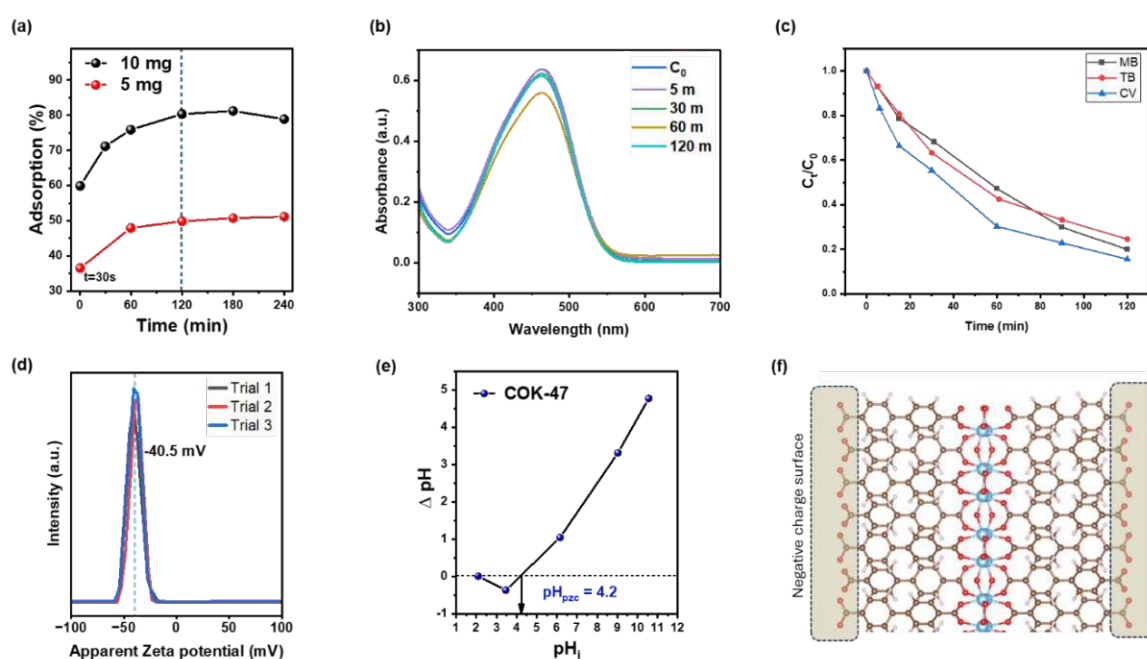 (a)
10 mg
5 mg
90
80
70
60
50
40
30
t=30s
0
60
120
180
240
Adsorption (%)
Time (min)
(b)
C₀
5 m
30 m
60 m
120 m
0.6
0.4
0.2
0.0
300
400
500
600
700
Absorbance (a.u.)
Wavelength (nm)
(c)
MB
TB
CV
1.0
0.8
0.6
0.4
0.2
0
0
20
40
60
80
100
120
Cₜ/C₀
Time (min)
(d)
Trial 1
Trial 2
Trial 3
-40.5 mV
−100
−50
0
50
100
Intensity (a.u.)
Apparent Zeta potential (mV)
(e)
COK-47
5
4
3
2
1
0
-1
pHpzc = 4.2
1 2 3 4 5 6 7 8 9 10 11 12
Δ pH
pHi
(f)
Negative charge surface